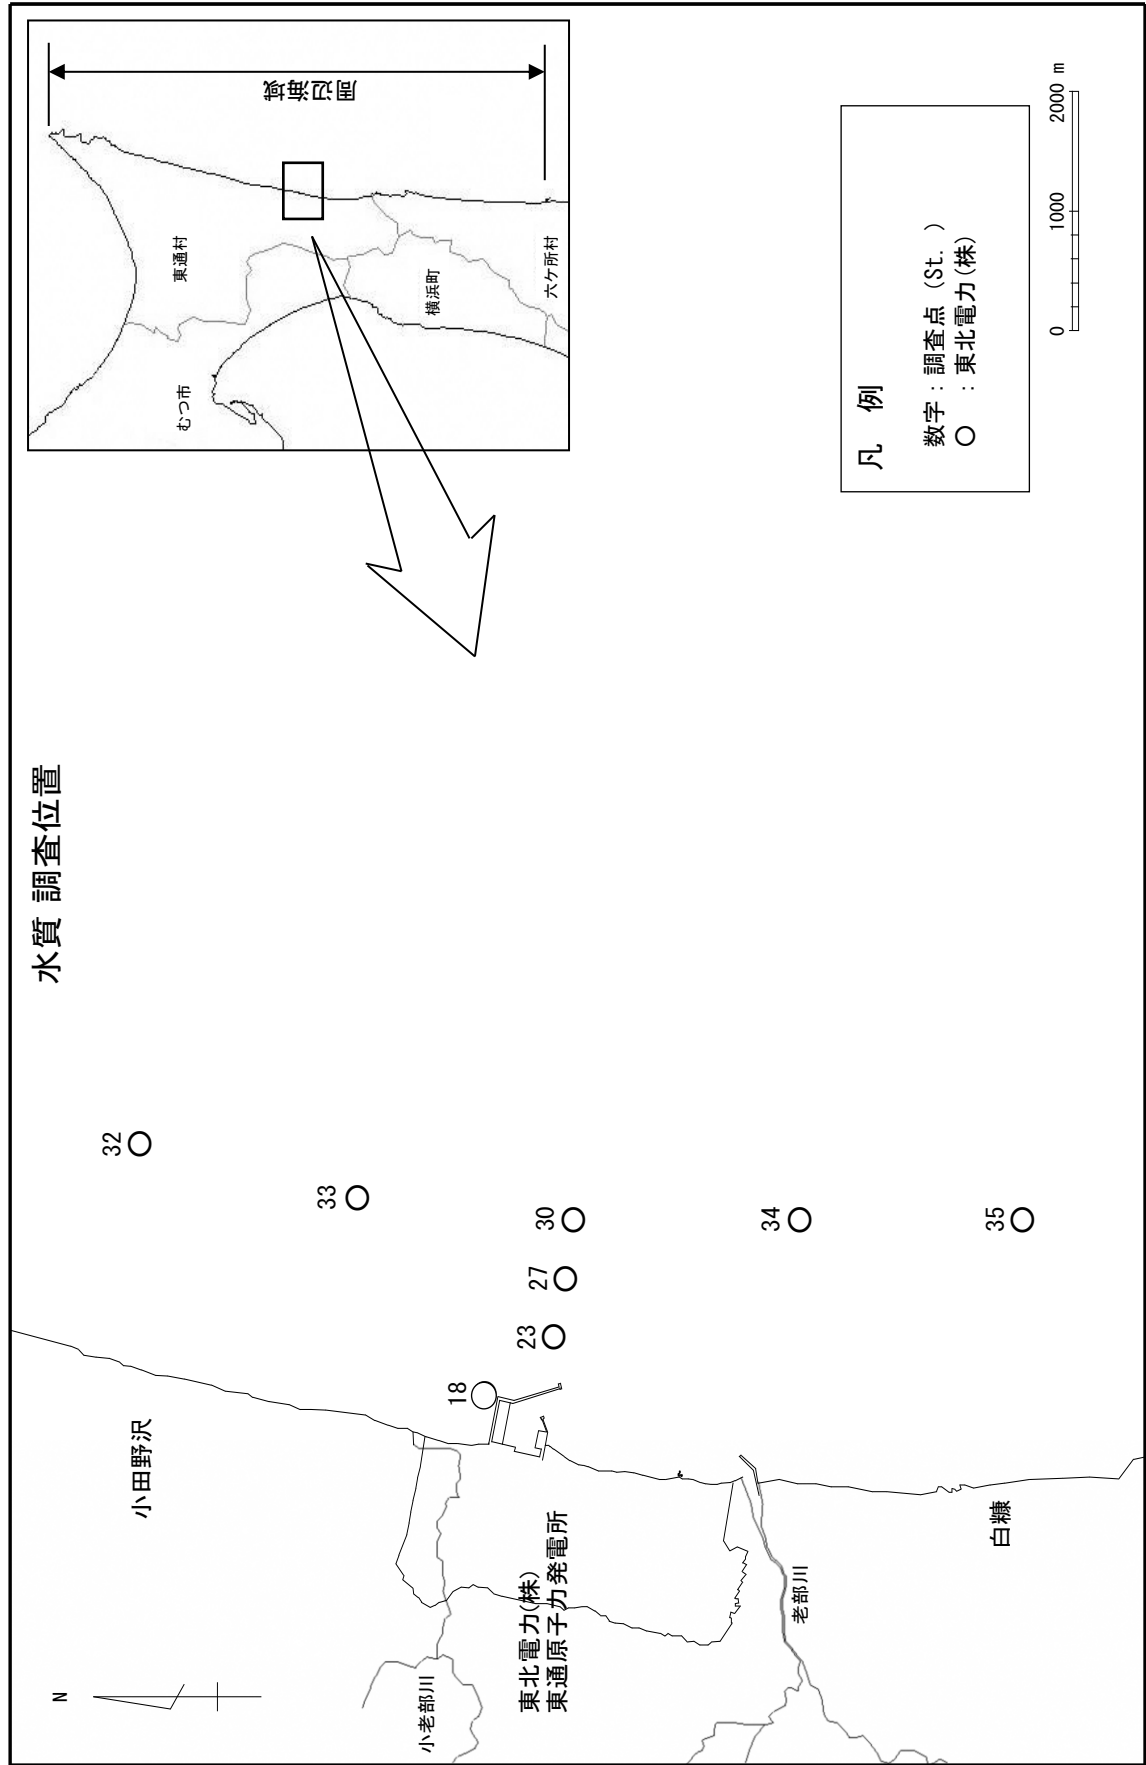 水質 調査位置
N
小田野沢
小老部川
東北電力(株)
東通原子力発電所
老部川
白糠
18
23
27
30
32
33
34
35
周辺海域
東通村
むつ市
横浜町
六ケ所村
凡 例
数字 : 調査点 (St. )
○ : 東北電力(株)
0 1000 2000 m